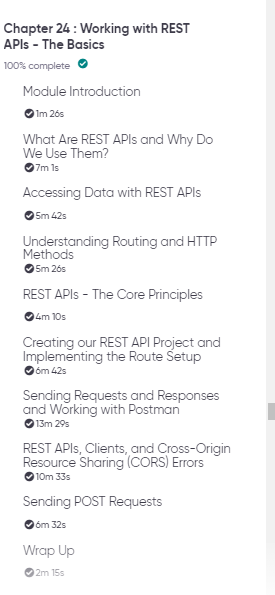 Chapter 24 : Working with REST
APIs - The Basics
100% complete
Module Introduction
1m 26s
What Are REST APIs and Why Do
We Use Them?
7m 1s
Accessing Data with REST APIs
5m 42s
Understanding Routing and HTTP
Methods
5m 26s
REST APIs - The Core Principles
4m 10s
Creating our REST API Project and
Implementing the Route Setup
6m 42s
Sending Requests and Responses
and Working with Postman
13m 29s
REST APIs, Clients, and Cross-Origin
Resource Sharing (CORS) Errors
10m 33s
Sending POST Requests
6m 32s
Wrap Up
2m 15s